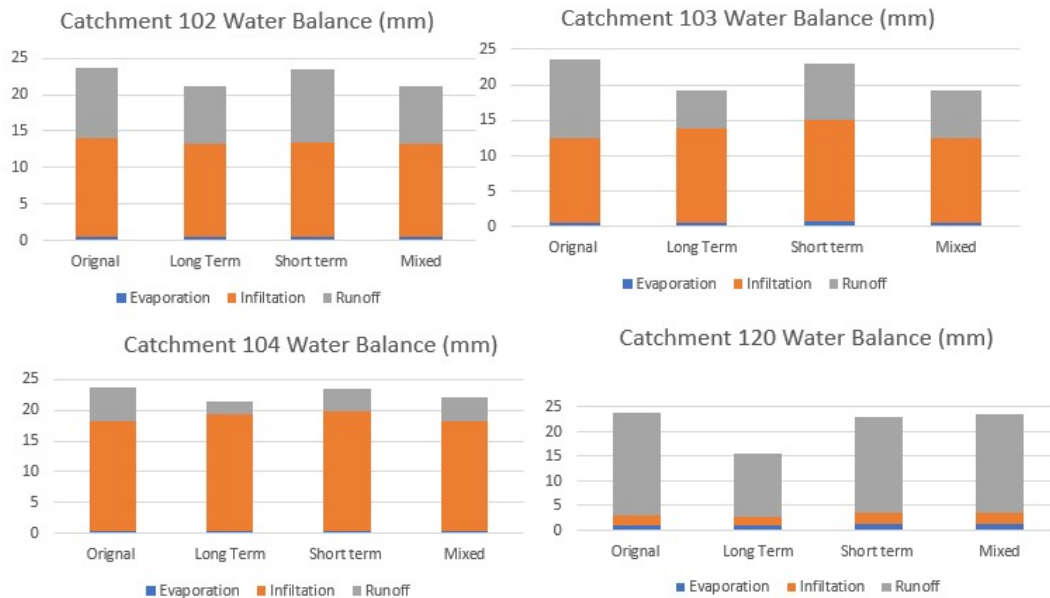 Catchment 102 Water Balance (mm)
25
20
15
10
5
0
Orignal Long Term Short term Mixed
Evaporation Infiltation Runoff
Catchment 103 Water Balance (mm)
25
20
15
10
5
0
Orignal Long Term Short term Mixed
Evaporation Infiltation Runoff
Catchment 104 Water Balance (mm)
25
20
15
10
5
0
Orignal Long Term Short term Mixed
Evaporation Infiltation Runoff
Catchment 120 Water Balance (mm)
25
20
15
10
5
0
Orignal Long Term Short term Mixed
Evaporation Infiltation Runoff